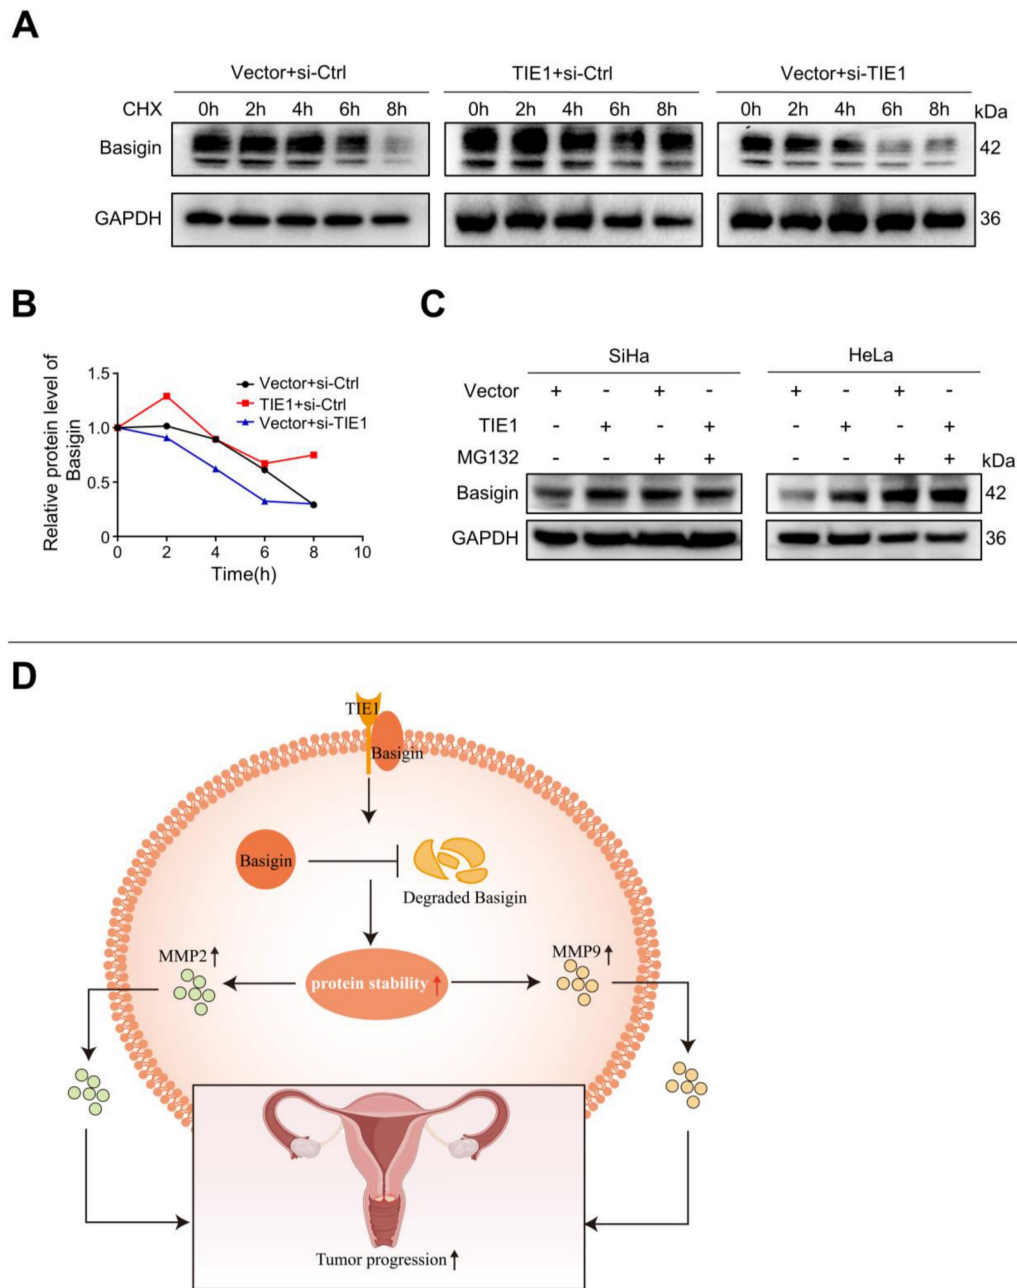 A
Vector+si-Ctrl TIE1+si-Ctrl Vector+si-TIE1
CHX 0h 2h 4h 6h 8h 0h 2h 4h 6h 8h 0h 2h 4h 6h 8h kDa
Basigin 42
GAPDH 36
B
Relative protein level of
Basigin
1.5
1.0
0.5
0.0
0 2 4 6 8 10
Time(h)
Vector+si-Ctrl
TIE1+si-Ctrl
Vector+si-TIE1
C
SiHa HeLa
Vector + - + - + - + -
TIE1 - + - + - + - +
MG132 - - + + - - + + kDa
Basigin 42
GAPDH 36
D
TIE1
Basigin
Basigin
Degraded Basigin
MMP2↑ protein stability↑ MMP9↑
Tumor progression↑